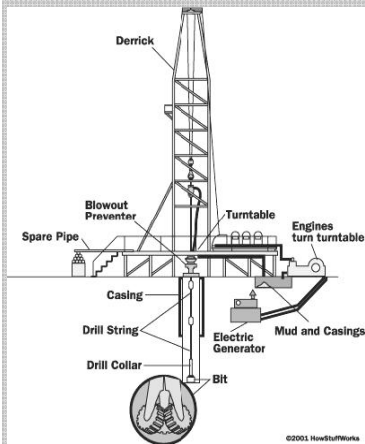 Derrick
Blowout
Preventer
Turntable
Engines
turn turntable
Spare Pipe
Casing
Mud and Casings
Drill String
Electric
Generator
Drill Collar
Bit
©2001 HowStuffWorks